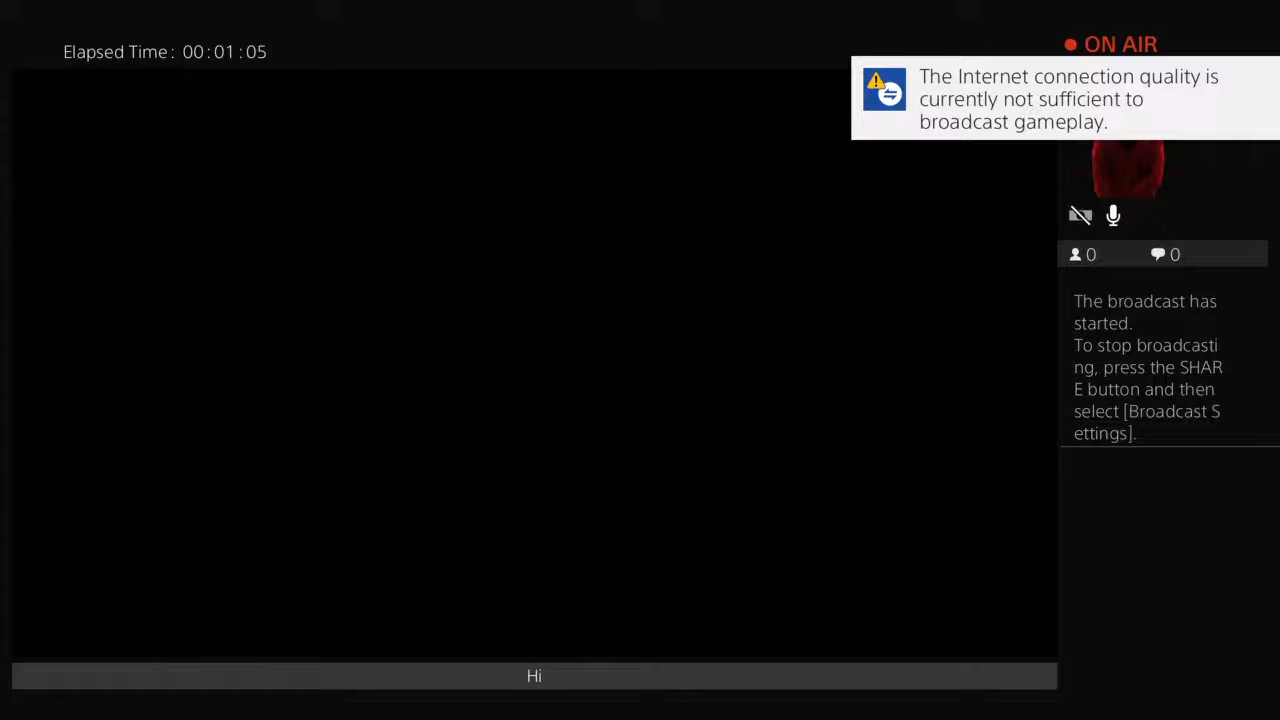 Elapsed Time: 00:01:05
ON AIR
The Internet connection quality is
currently not sufficient to
broadcast gameplay.
0
0
The broadcast has
started.
To stop broadcasti
ng, press the SHAR
E button and then
select [Broadcast S
ettings].
Hi